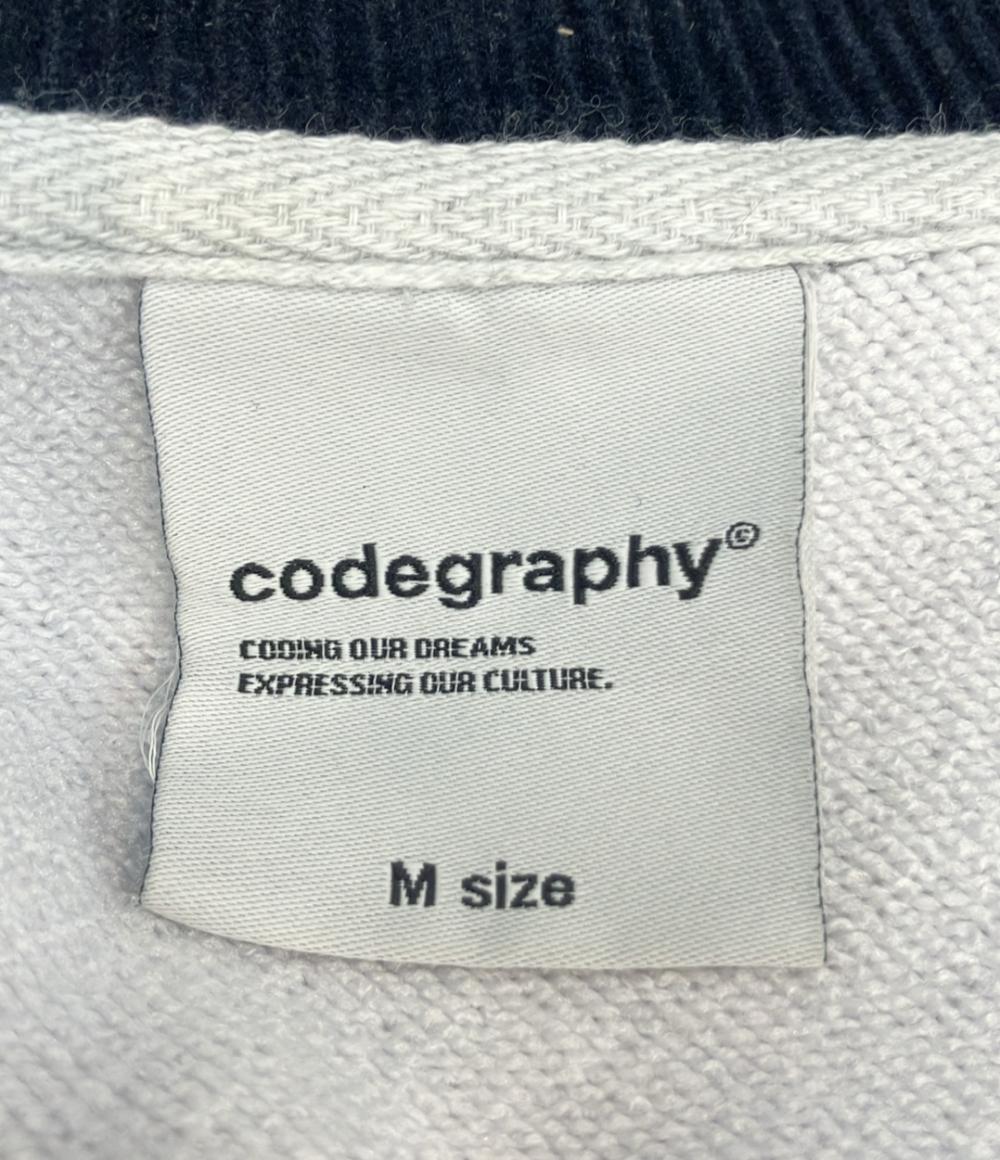 codegraphy©
CODING OUR DREAMS
EXPRESSING OUR CULTURE.
M size